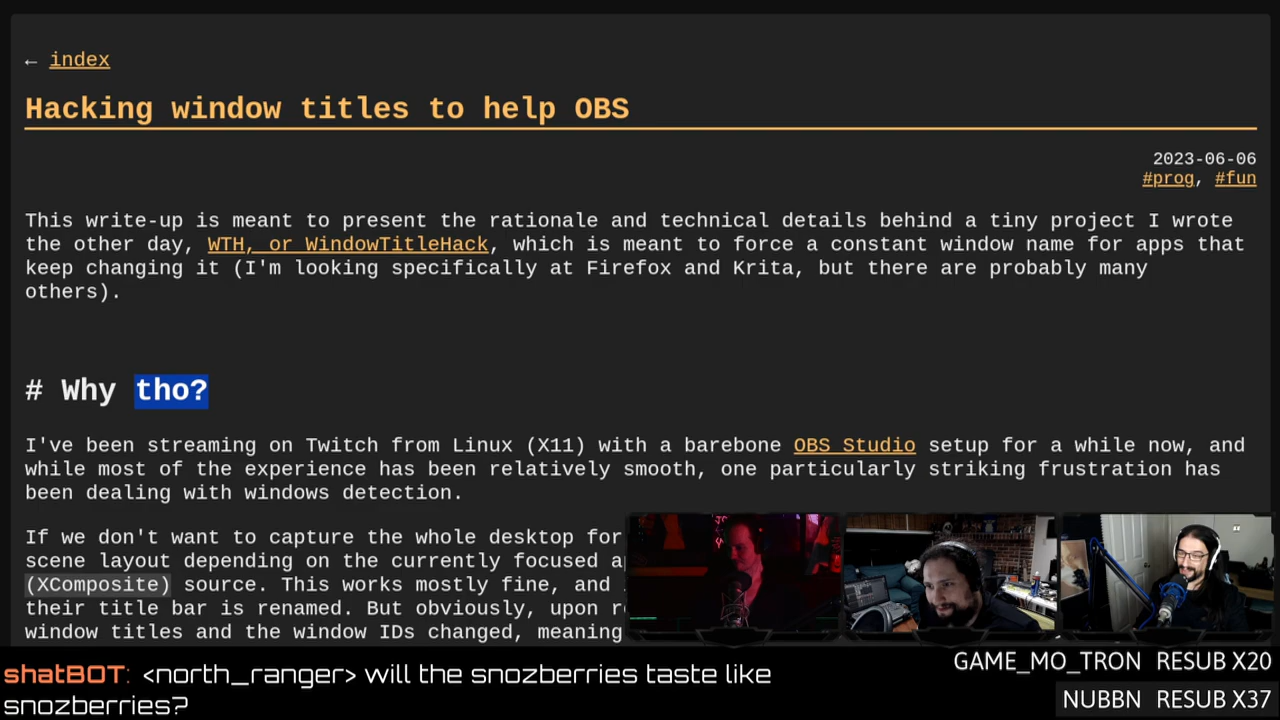 ← index
Hacking window titles to help OBS
2023-06-06
#prog, #fun
This write-up is meant to present the rationale and technical details behind a tiny project I wrote
the other day, WTH, or WindowTitleHack, which is meant to force a constant window name for apps that
keep changing it (I'm looking specifically at Firefox and Krita, but there are probably many
others).
# Why tho?
I've been streaming on Twitch from Linux (X11) with a barebone OBS Studio setup for a while now, and
while most of the experience has been relatively smooth, one particularly striking frustration has
been dealing with windows detection.
If we don't want to capture the whole desktop for
scene layout depending on the currently focused a
(XComposite) source. This works mostly fine, and
their title bar is renamed. But obviously, upon r
window titles and the window IDs changed, meaning
shatBOT: <north_ranger> will the snozberries taste like
snozberries?
GAME_MO_TRON RESUB X20
NUBBN RESUB X37